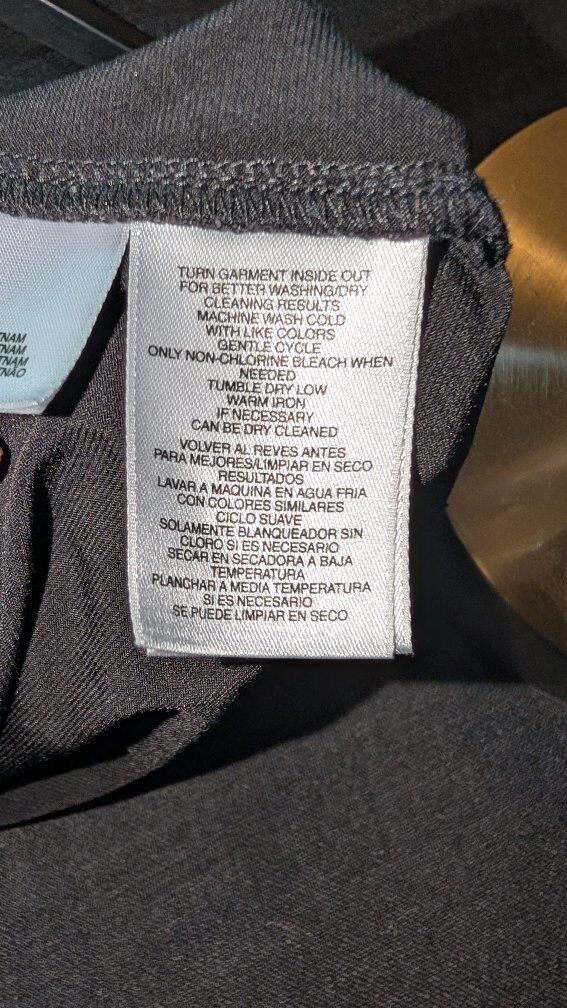 TURN GARMENT INSIDE OUT
FOR BETTER WASHING/DRY
CLEANING RESULTS
MACHINE WASH COLD
WITH LIKE COLORS
GENTLE CYCLE
ONLY NON-CHLORINE BLEACH WHEN
NEEDED
TUMBLE DRY LOW
WARM IRON
IF NECESSARY
CAN BE DRY CLEANED
VOLVER AL REVES ANTES
PARA MEJORES/LIMPIAR EN SECO
RESULTADOS
LAVAR A MAQUINA EN AGUA FRIA
CON COLORES SIMILARES
CICLO SUAVE
SOLAMENTE BLANQUEADOR SIN
CLORO SI ES NECESARIO
SECAR EN SECADORA A BAJA
TEMPERATURA
PLANCHAR A MEDIA TEMPERATURA
SI ES NECESARIO
SE PUEDE LIMPIAR EN SECO